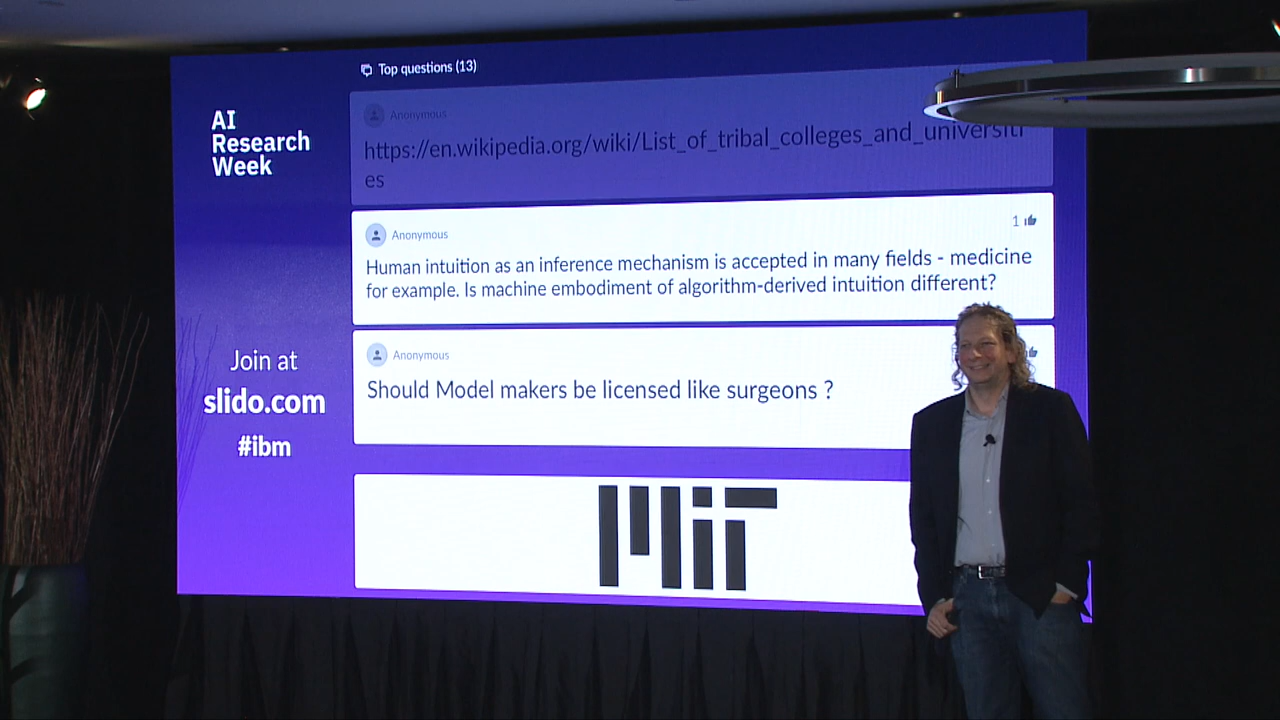 Top questions (13)
AI
Research
Week
Anonymous
https://en.wikipedia.org/wiki/List_of_tribal_colleges_and_universiti
es
Anonymous
1
Human intuition as an inference mechanism is accepted in many fields - medicine
for example. Is machine embodiment of algorithm-derived intuition different?
Anonymous
Should Model makers be licensed like surgeons ?
Join at
slido.com
#ibm
MIT